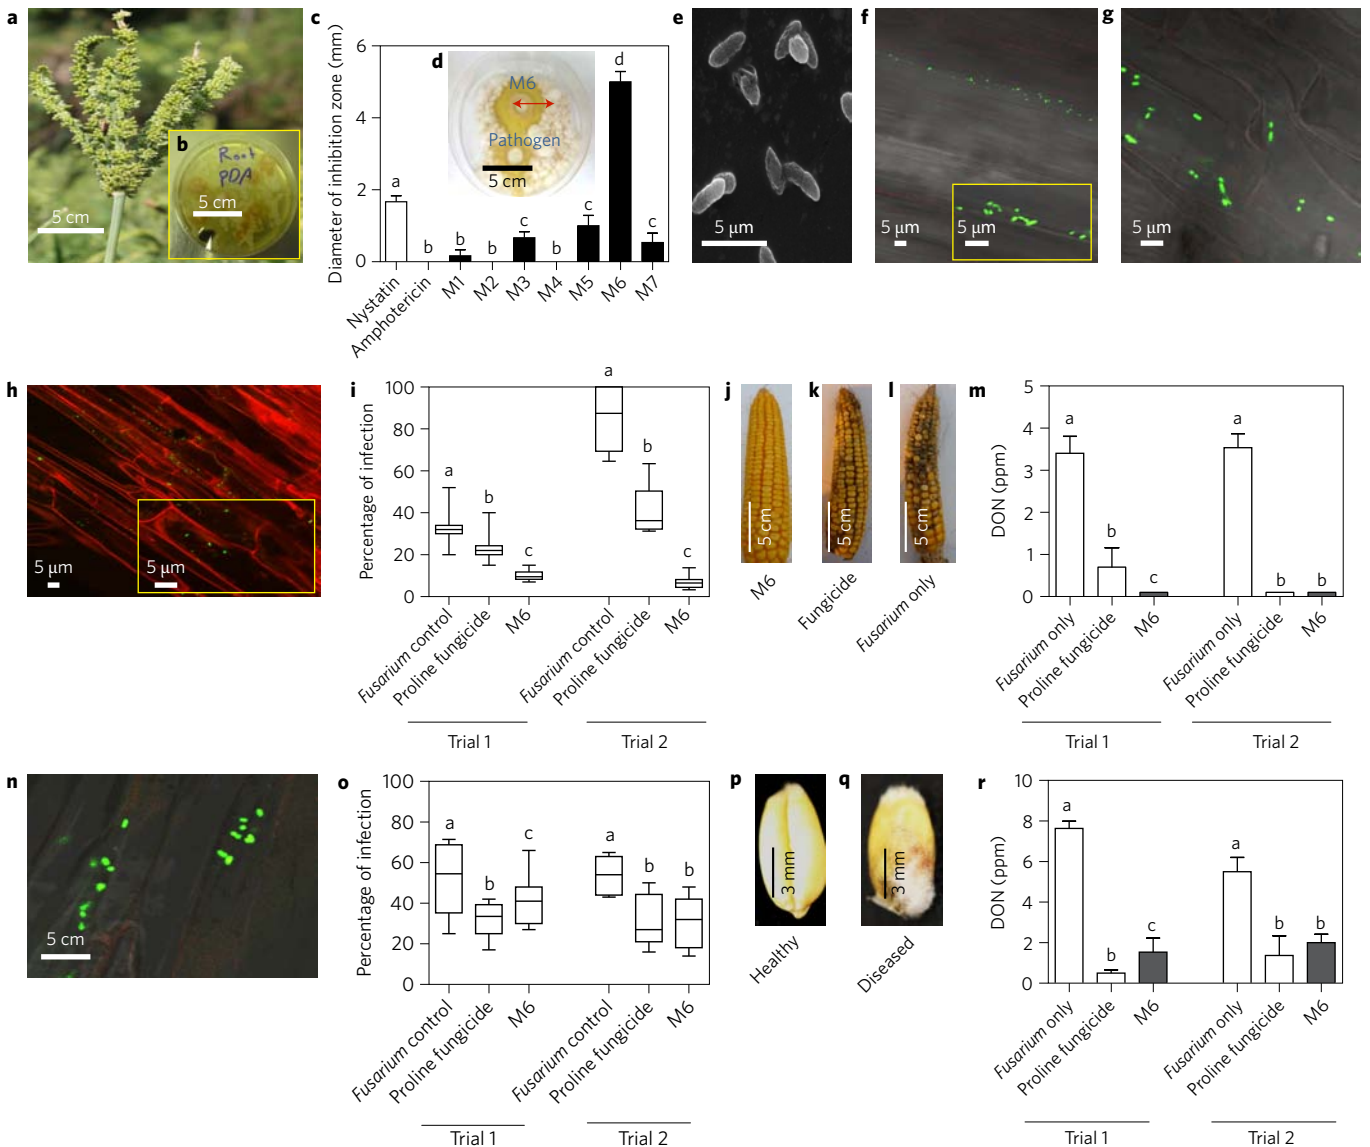 a
5 cm
b
Root
PDA
5 cm
c
Diameter of inhibition zone (mm)
6
4
2
0
a
b
b
b
c
b
c
d
c
Nystatin
Amphotericin
M1
M2
M3
M4
M5
M6
M7
d
M6
Pathogen
5 cm
e
5 µm
f
5 µm
5 µm
g
5 µm
h
5 µm
5 µm
i
Percentage of infection
100
80
60
40
20
0
a
b
c
a
b
c
Fusarium control
Proline fungicide
M6
Fusarium control
Proline fungicide
M6
Trial 1
Trial 2
j
5 cm
M6
k
5 cm
Fungicide
l
5 cm
Fusarium only
m
DON (ppm)
5
4
3
2
1
0
a
b
c
a
b
b
Fusarium only
Proline fungicide
M6
Fusarium only
Proline fungicide
M6
Trial 1
Trial 2
n
5 cm
o
Percentage of infection
100
80
60
40
20
0
a
b
c
a
b
b
Fusarium control
Proline fungicide
M6
Fusarium control
Proline fungicide
M6
Trial 1
Trial 2
p
3 mm
Healthy
q
3 mm
Diseased
r
DON (ppm)
10
8
6
4
2
0
a
b
c
a
b
b
Fusarium only
Proline fungicide
M6
Fusarium only
Proline fungicide
M6
Trial 1
Trial 2